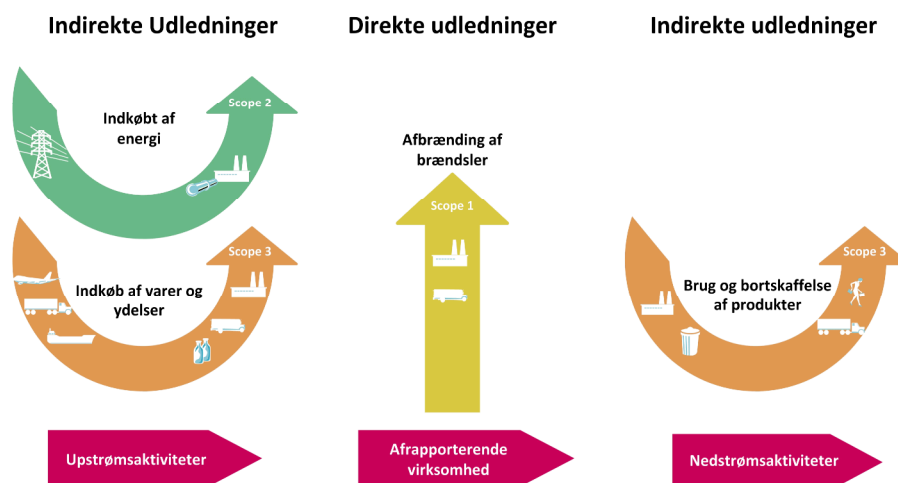 Indirekte Udledninger
Direkte udledninger
Indirekte udledninger
Scope 2
Indkøbt af
energi
Afbrænding af
brændsler
Scope 1
Scope 3
Indkøb af varer og
ydelser
Scope 3
Brug og bortskaffelse
af produkter
Upstrømsaktiviteter
Afrapporterende
virksomhed
Nedstrømsaktiviteter